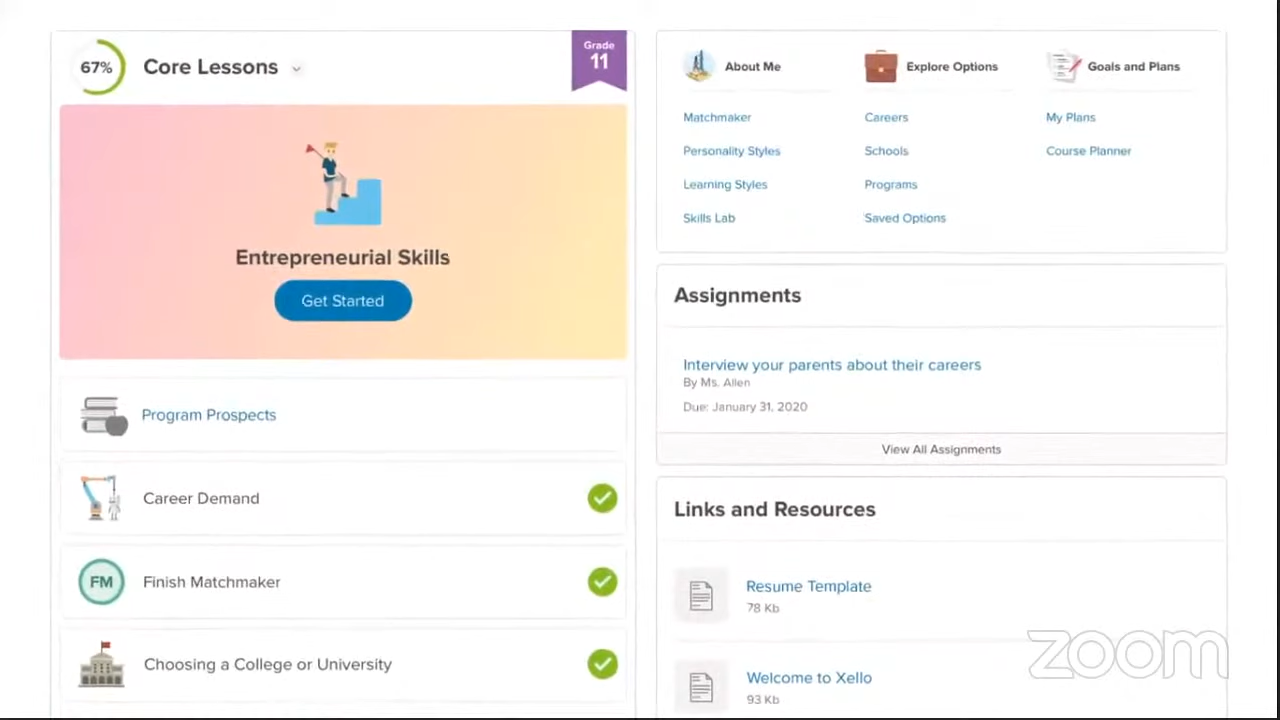 67%
Core Lessons
Grade
11
Entrepreneurial Skills
Get Started
Program Prospects
Career Demand
FM
Finish Matchmaker
Choosing a College or University
About Me
Matchmaker
Personality Styles
Learning Styles
Skills Lab
Explore Options
Careers
Schools
Programs
Saved Options
Goals and Plans
My Plans
Course Planner
Assignments
Interview your parents about their careers
By Ms. Allen
Due: January 31, 2020
View All Assignments
Links and Resources
Resume Template
78 Kb
Welcome to Xello
93 Kb
zoom